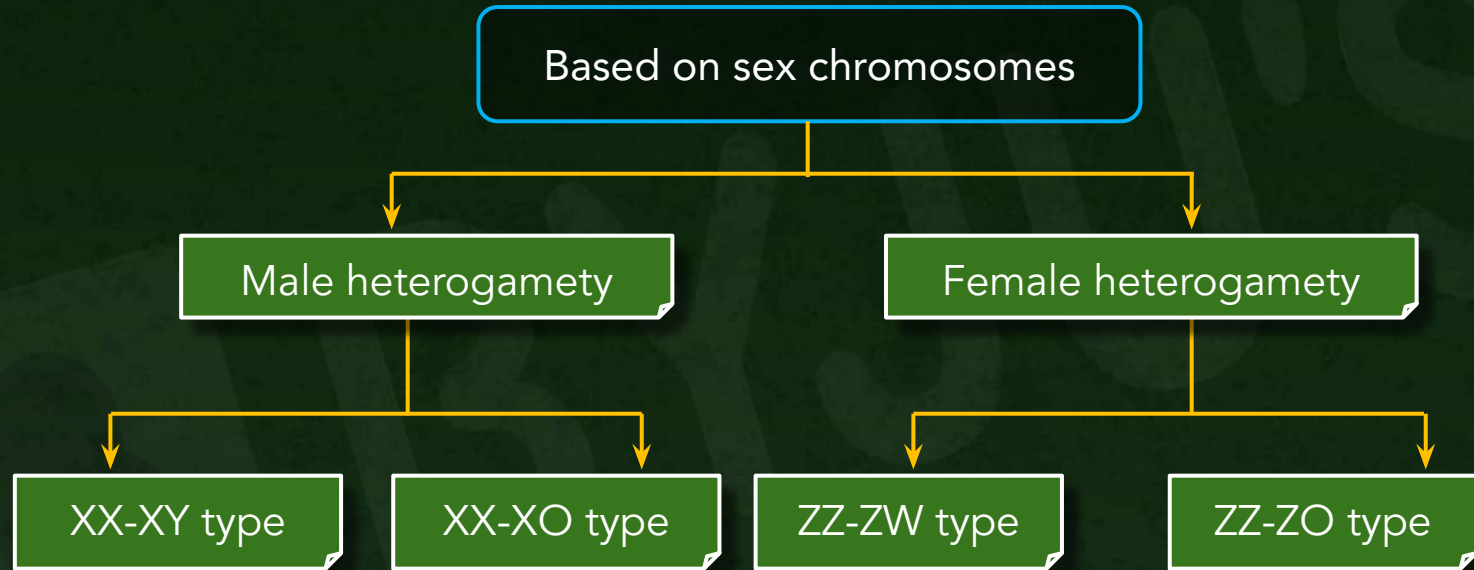 Based on sex chromosomes
Male heterogamety
Female heterogamety
XX-XY type
XX-XO type
ZZ-ZW type
ZZ-ZO type
BYJU'S